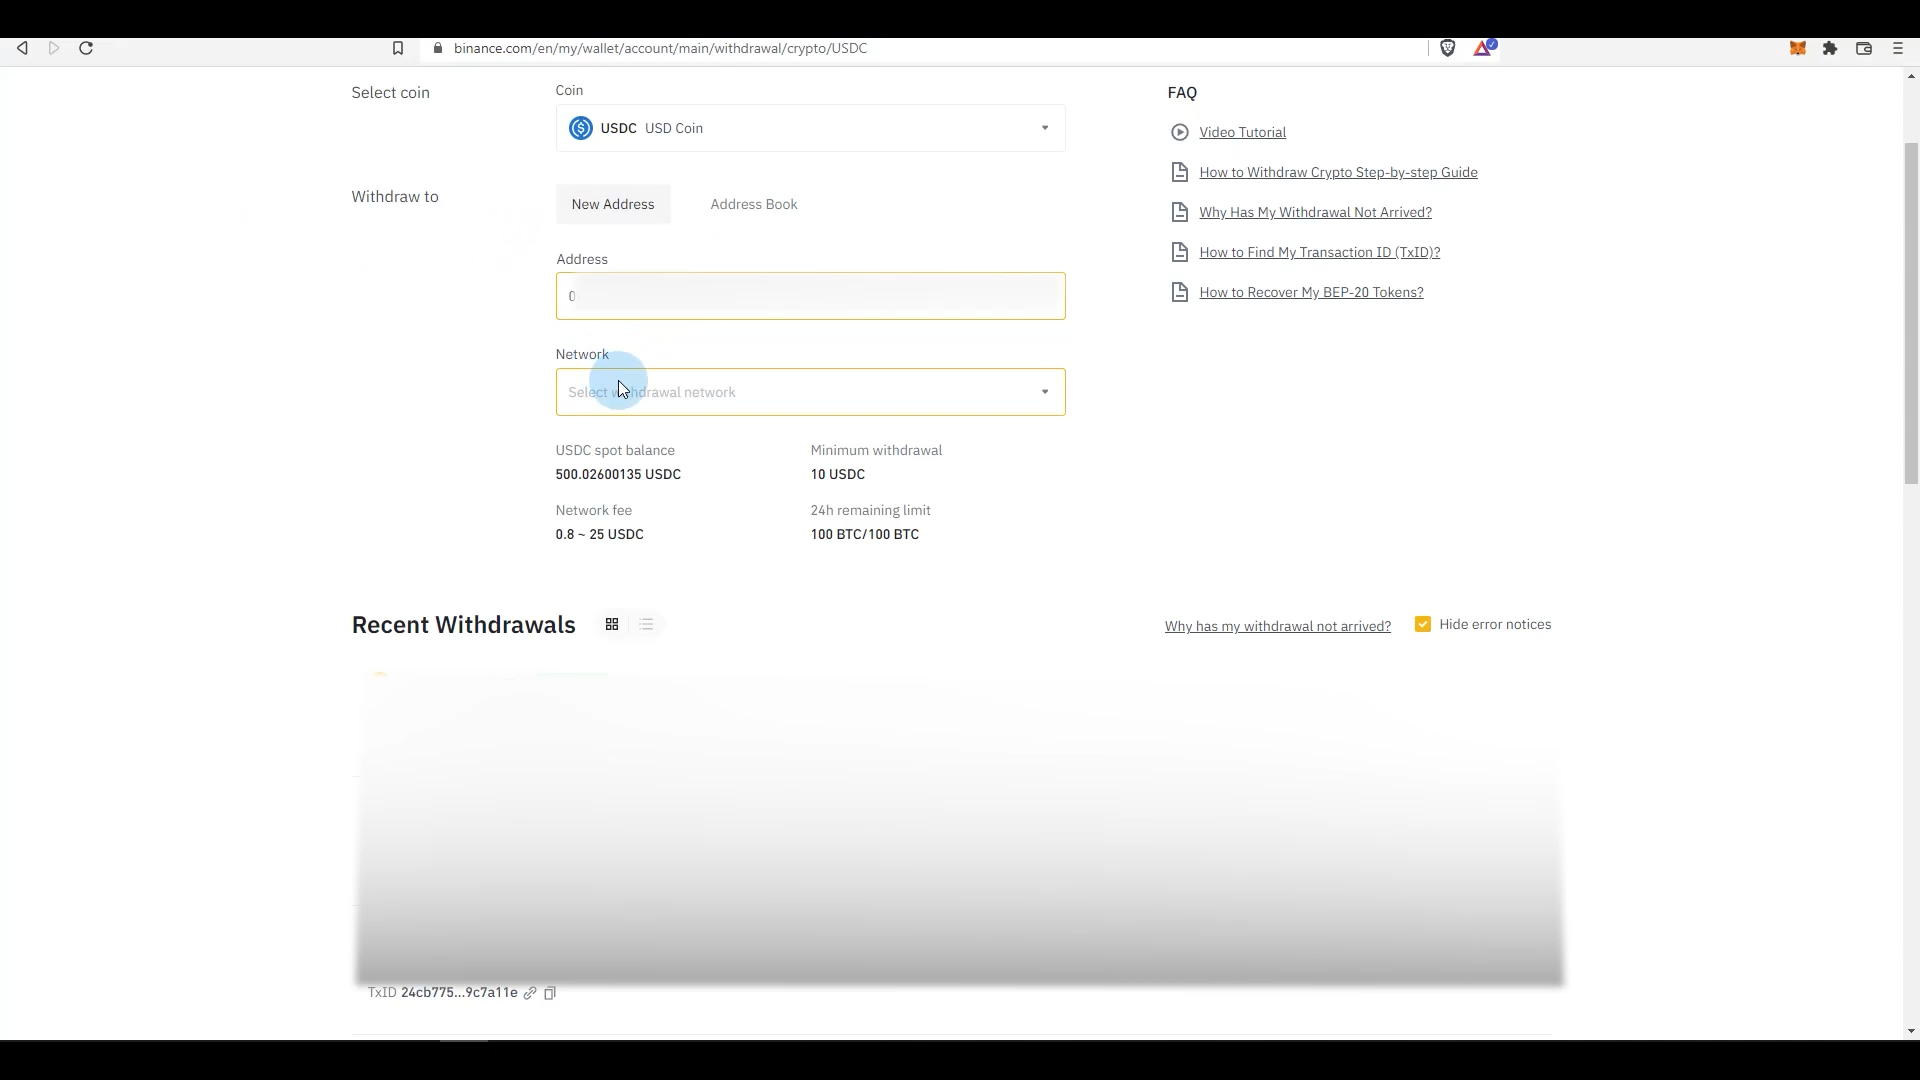 binance.com/en/my/wallet/account/main/withdrawal/crypto/USDC
Select coin
Coin
USDC USD Coin
Withdraw to
New Address Address Book
Address
0
Network
Select withdrawal network
USDC spot balance Minimum withdrawal
500.02600135 USDC 10 USDC
Network fee 24h remaining limit
0.8 ~ 25 USDC 100 BTC/100 BTC
FAQ
Video Tutorial
How to Withdraw Crypto Step-by-step Guide
Why Has My Withdrawal Not Arrived?
How to Find My Transaction ID (TxID)?
How to Recover My BEP-20 Tokens?
Recent Withdrawals
Why has my withdrawal not arrived? Hide error notices
TxID 24cb775...9c7a11e